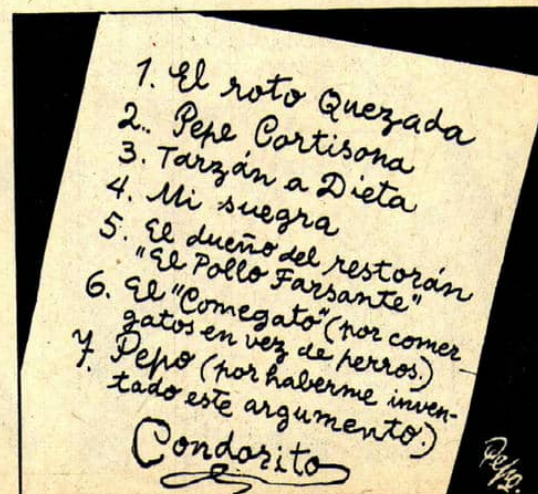 1. El roto Quezada
2. Pepe Cortisona
3. Tarzán a Dieta
4. Mi suegra
5. El dueño del restorán
"El Pollo Farsante"
6. El "Comegato" (por comer
gatos en vez de perros.)
7. Pepo (por haberme inven-
tado este argumento.)
Condorito
Pepo.